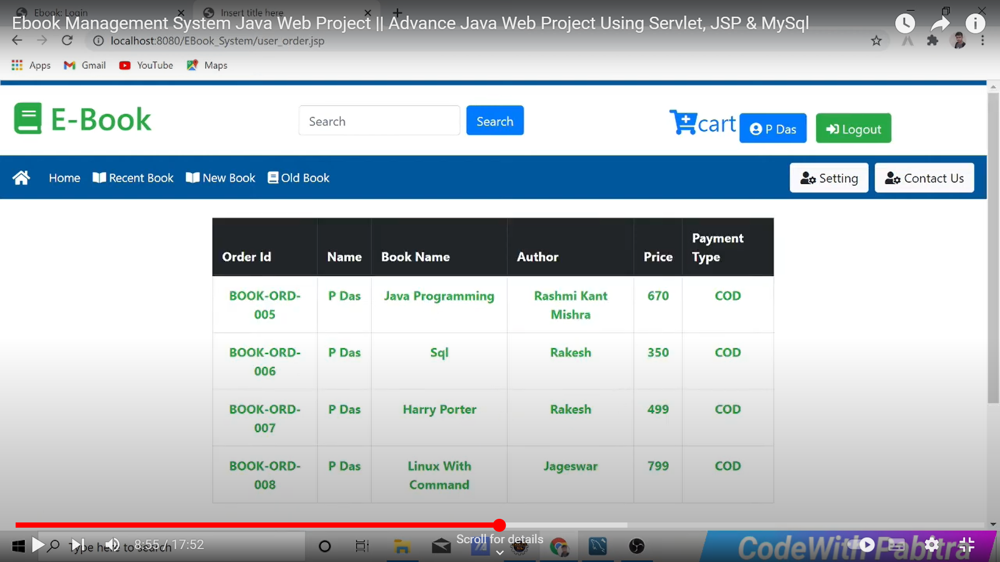 Ebook: Login
Insert title here
Ebook Management System Java Web Project || Advance Java Web Project Using Servlet, JSP & MySql
localhost:8080/EBook_System/user_order.jsp
Apps Gmail YouTube Maps
E-Book
Search
Search
cart
P Das
Logout
Home Recent Book New Book Old Book
Setting
Contact Us
Order Id Name Book Name Author Price Payment Type
BOOK-ORD-005 P Das Java Programming Rashmi Kant Mishra 670 COD
BOOK-ORD-006 P Das Sql Rakesh 350 COD
BOOK-ORD-007 P Das Harry Porter Rakesh 499 COD
BOOK-ORD-008 P Das Linux With Command Jageswar 799 COD
Scroll for details
Type here to search
8:55 / 17:52
CodeWithPabitra